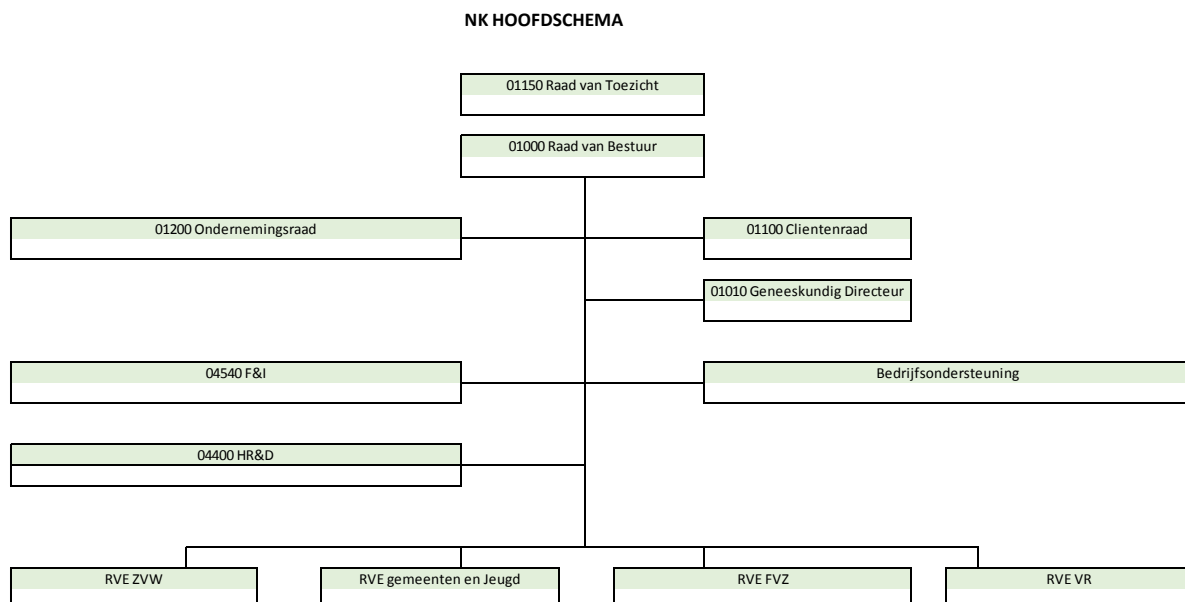 NK HOOFDSCHEMA
01150 Raad van Toezicht
01000 Raad van Bestuur
01200 Ondernemingsraad
01100 Clientenraad
01010 Geneeskundig Directeur
04540 F&I
Bedrijfsondersteuning
04400 HR&D
RVE ZVW
RVE gemeenten en Jeugd
RVE FVZ
RVE VR